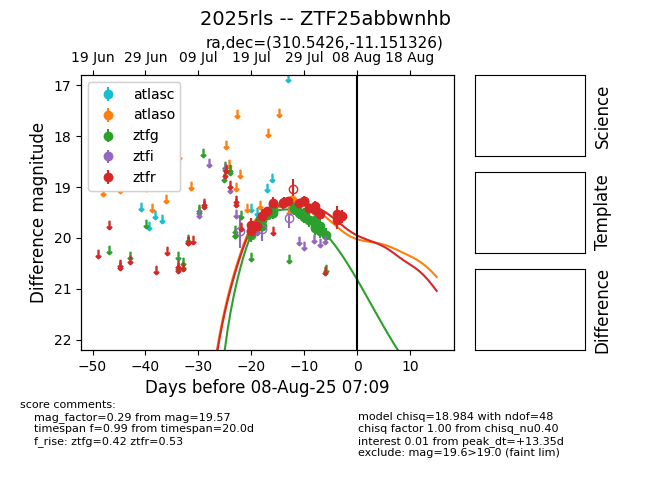 2025rls -- ZTF25abbwnhb
ra,dec=(310.5426,-11.151326)
19 Jun 29 Jun 09 Jul 19 Jul 29 Jul 08 Aug 18 Aug
17
18
19
20
21
22
Difference magnitude
atlasc
atlaso
ztfg
ztfi
ztfr
−50 −40 −30 −20 −10 0 10
Days before 08-Aug-25 07:09
Science
Template
Difference
score comments:
mag_factor=0.29 from mag=19.57
timespan f=0.99 from timespan=20.0d
f_rise: ztfg=0.42 ztfr=0.53
model chisq=18.984 with ndof=48
chisq factor 1.00 from chisq_nu0.40
interest 0.01 from peak_dt=+13.35d
exclude: mag=19.6>19.0 (faint lim)